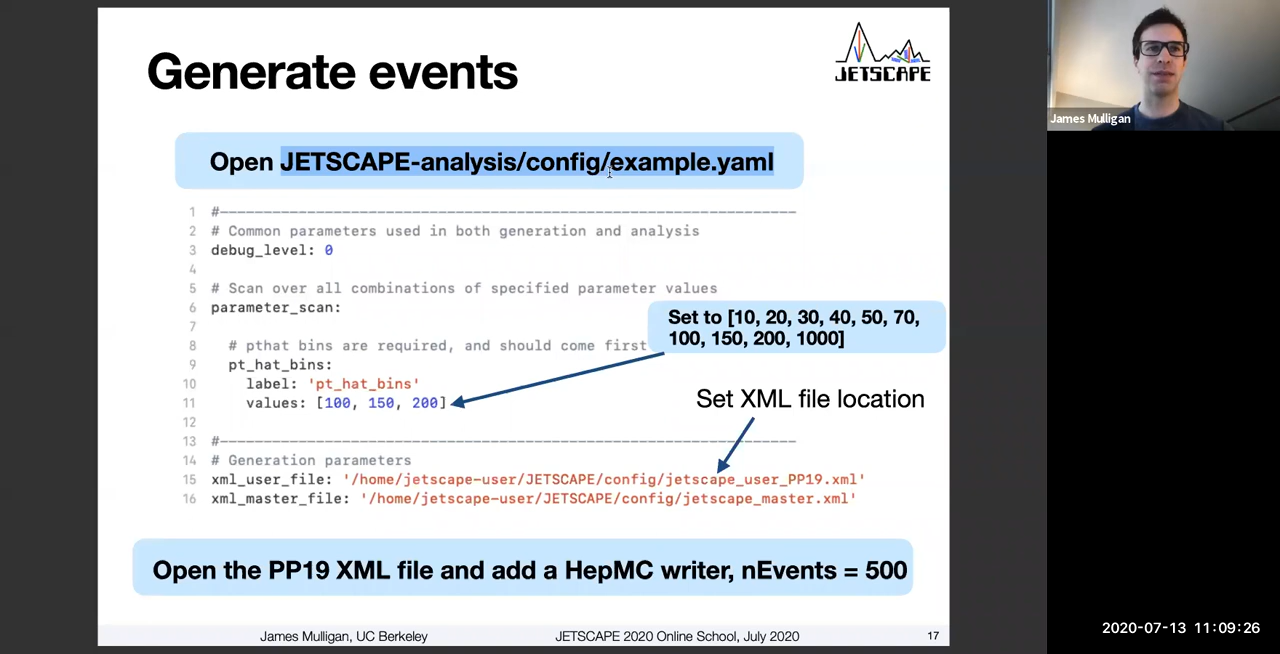 Generate events
JETSCAPE
Open JETSCAPE-analysis/config/example.yaml
1 #----------------------------------------------------------------
2 # Common parameters used in both generation and analysis
3 debug_level: 0
4
5 # Scan over all combinations of specified parameter values
6 parameter_scan:
7
8 # pthat bins are required, and should come first
9 pt_hat_bins:
10 label: 'pt_hat_bins'
11 values: [100, 150, 200]
12
13 #----------------------------------------------------------------
14 # Generation parameters
15 xml_user_file: '/home/jetscape-user/JETSCAPE/config/jetscape_user_PP19.xml'
16 xml_master_file: '/home/jetscape-user/JETSCAPE/config/jetscape_master.xml'
Set to [10, 20, 30, 40, 50, 70,
100, 150, 200, 1000]
Set XML file location
Open the PP19 XML file and add a HepMC writer, nEvents = 500
James Mulligan, UC Berkeley
JETSCAPE 2020 Online School, July 2020
17
James Mulligan
2020-07-13 11:09:26